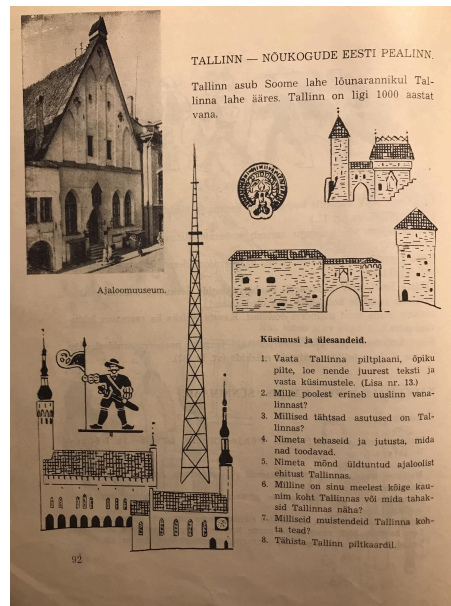 TALLINN — NÕUKOGUDE EESTI PEALINN.
Tallinn asub Soome lahe lõunarannikul Tal-
linna lahe ääres. Tallinn on ligi 1000 aastat
vana.
Ajaloomuuseum.
Küsimusi ja ülesandeid.
1. Vaata Tallinna piltplaani, õpiku
pilte, loe nende juurest teksti ja
vasta küsimustele. (Lisa nr. 13.)
2. Mille poolest erineb uuslinn vana-
linnast?
3. Millised tähtsad asutused on Tal-
linnas?
4. Nimeta tehaseid ja jutusta, mida
nad toodavad.
5. Nimeta mõnd üldtuntud ajaloolist
ehitust Tallinnas.
6. Milline on sinu meelest kõige kau-
nim koht Tallinnas või mida tahak-
sid Tallinnas näha?
7. Milliseid muistendeid Tallinna koh-
ta tead?
8. Tähista Tallinn piltkaardil.
92